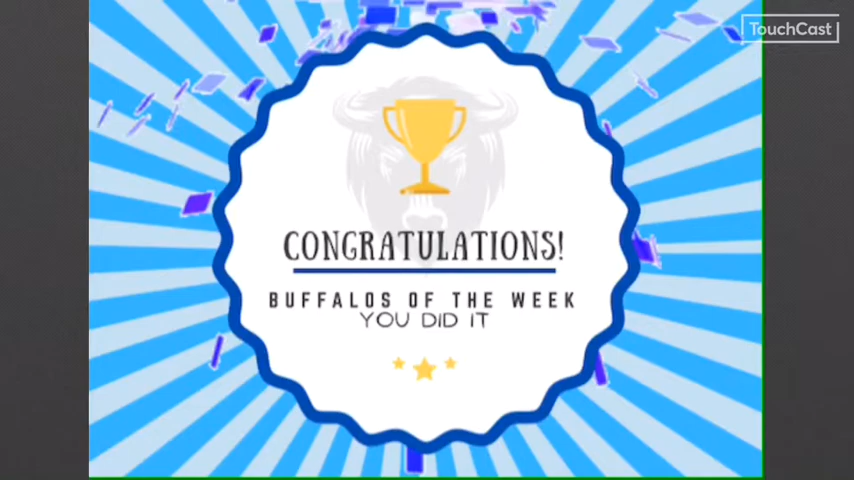 TouchCast
CONGRATULATIONS!
BUFFALOS OF THE WEEK
YOU DID IT